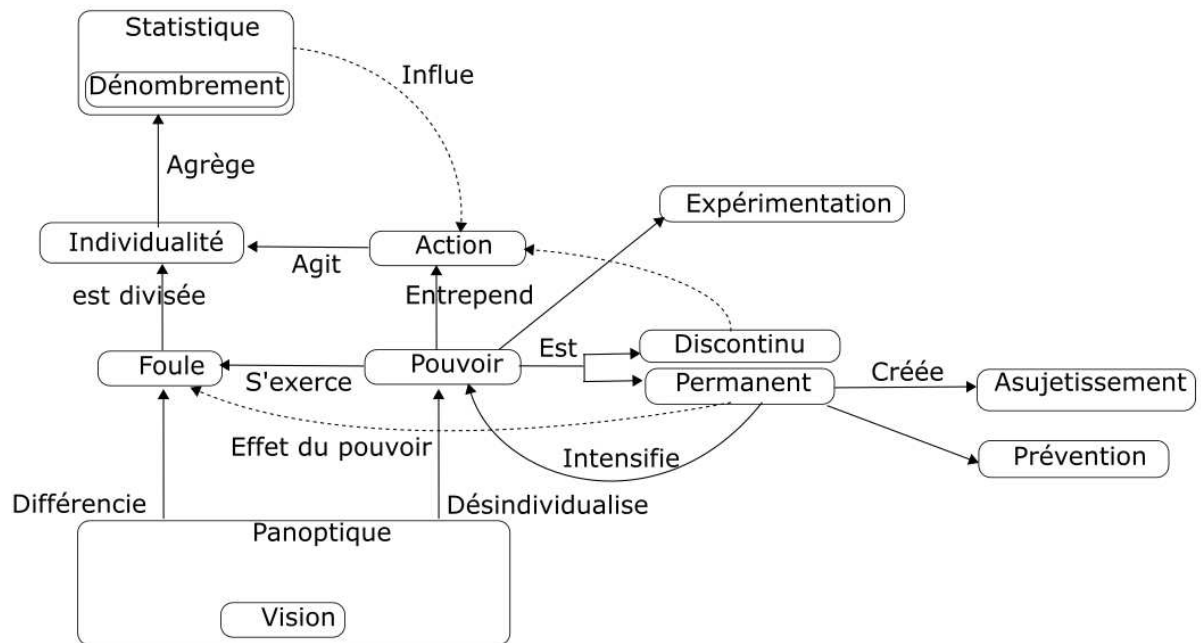 Statistique
Influe
Dénombrement
Agrège
Expérimentation
Individualité
Action
Agit
est divisée
Entrepend
Est
Discontinu
Foule
Pouvoir
S'exerce
Permanent
Créée
Asujetissement
Effet du pouvoir
Intensifie
Prévention
Différencie
Désindividualise
Panoptique
Vision